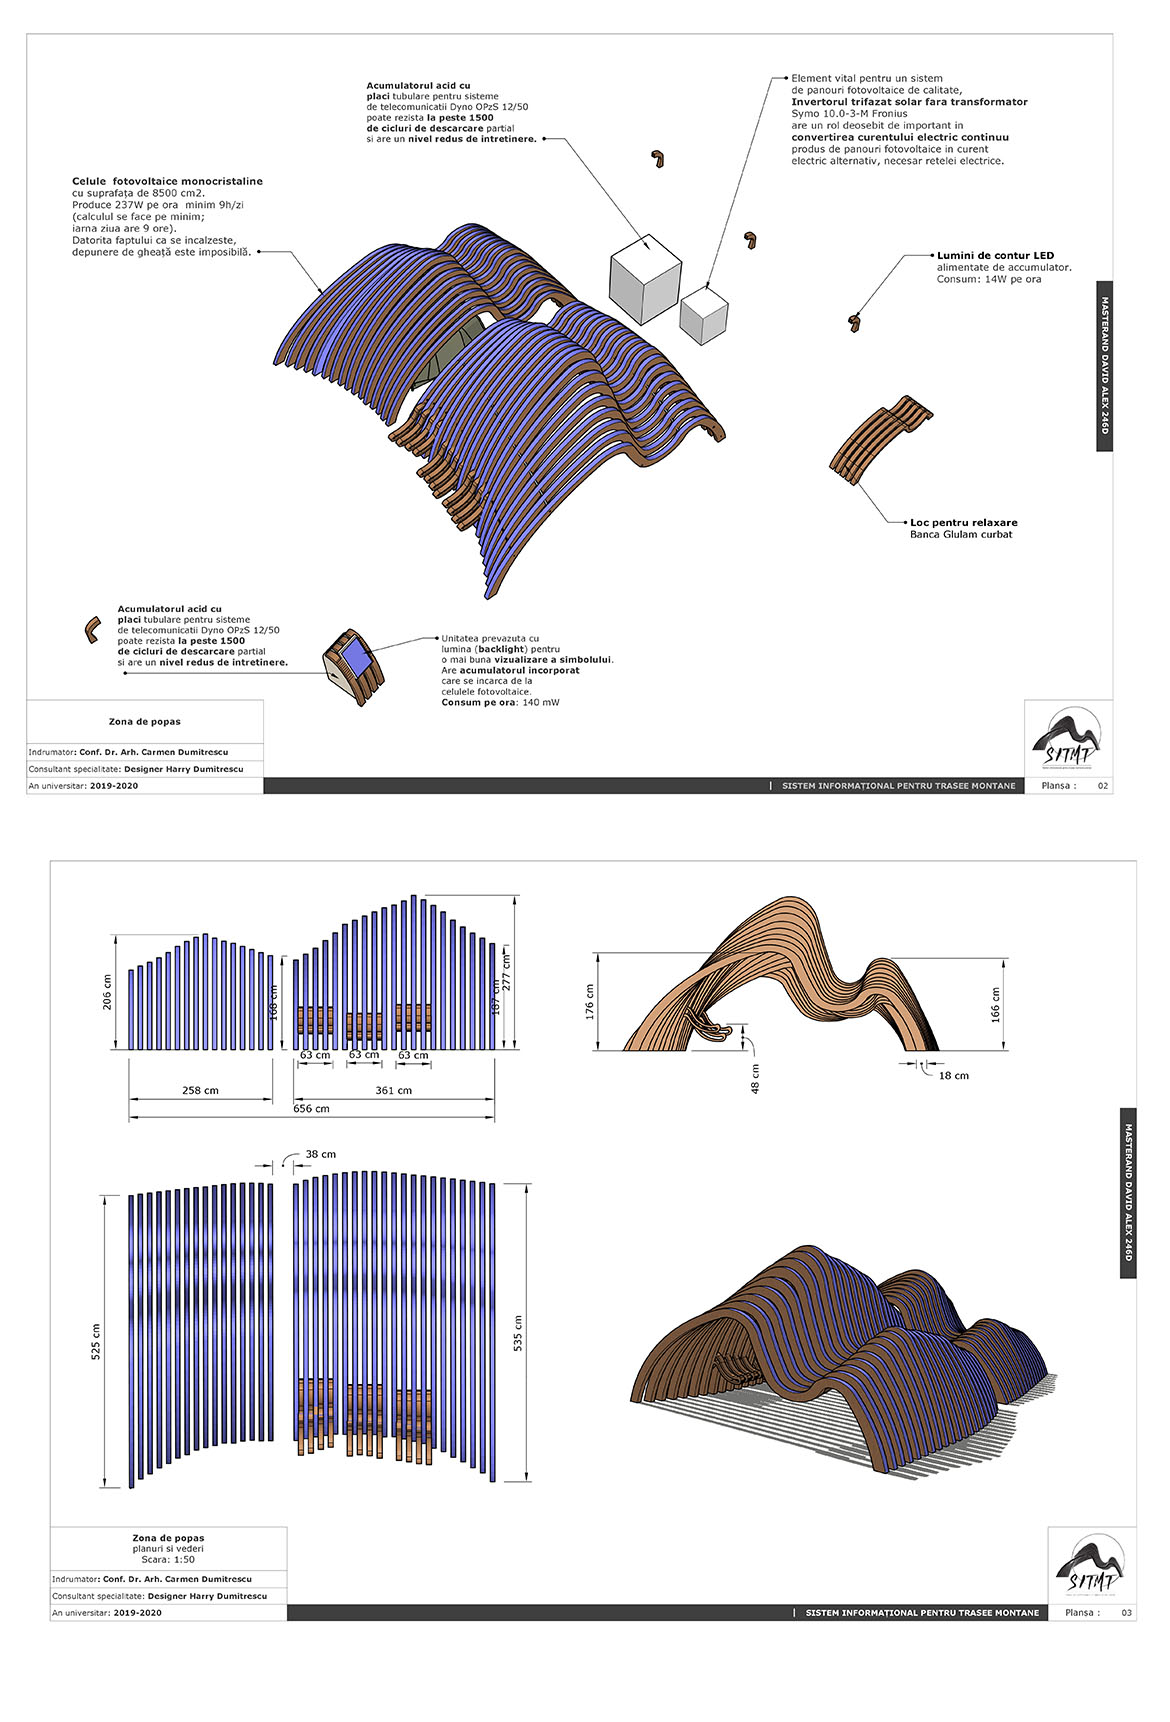 Acumulatorul acid cu
placi tubulare pentru sisteme
de telecomunicatii Dyno OPzS 12/50
poate rezista la peste 1500
de cicluri de descarcare partial
si are un nivel redus de intretinere.
Element vital pentru un sistem
de panouri fotovoltaice de calitate,
Invertorul trifazat solar fara transformator
Symo 10.0-3-M Fronius
are un rol deosebit de important in
convertirea curentului electric continuu
produs de panouri fotovoltaice in curent
electric alternativ, necesar retelei electrice.
Celule fotovoltaice monocristaline
cu suprafața de 8500 cm2.
Produce 237W pe ora minim 9h/zi
(calculul se face pe minim;
iarna ziua are 9 ore).
Datorita faptului ca se incalzeste,
depunere de gheață este imposibilă.
Lumini de contur LED
alimentate de accumulator.
Consum: 14W pe ora
MASTERAND DAVID ALEX 246D
Loc pentru relaxare
Banca Glulam curbat
Acumulatorul acid cu
placi tubulare pentru sisteme
de telecomunicatii Dyno OPzS 12/50
poate rezista la peste 1500
de cicluri de descarcare partial
si are un nivel redus de intretinere.
Unitatea prevazuta cu
lumina (backlight) pentru
o mai buna vizualizare a simbolului.
Are acumulatorul incorporat
care se incarca de la
celulele fotovoltaice.
Consum pe ora: 140 mW
Zona de popas
Indrumator: Conf. Dr. Arh. Carmen Dumitrescu
Consultant specialitate: Designer Harry Dumitrescu
An universitar: 2019-2020
| SISTEM INFORMAȚIONAL PENTRU TRASEE MONTANE
SITMT
Plansa : 02
206 cm
168 cm
187 cm
277 cm
63 cm
63 cm
63 cm
258 cm
361 cm
656 cm
176 cm
48 cm
166 cm
18 cm
38 cm
525 cm
535 cm
MASTERAND DAVID ALEX 246D
Zona de popas
planuri si vederi
Scara: 1:50
Indrumator: Conf. Dr. Arh. Carmen Dumitrescu
Consultant specialitate: Designer Harry Dumitrescu
An universitar: 2019-2020
| SISTEM INFORMAȚIONAL PENTRU TRASEE MONTANE
SITMT
Plansa : 03